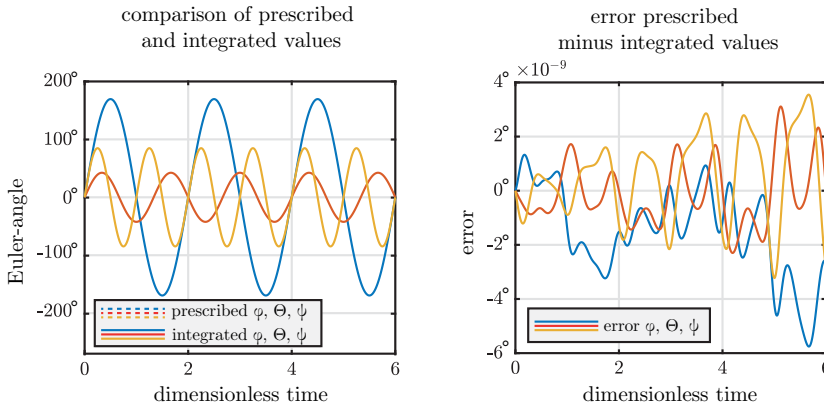 comparison of prescribed
and integrated values
200°
100°
0°
-100°
-200°
Euler-angle
0 2 4 6
dimensionless time
prescribed φ, Θ, ψ
integrated φ, Θ, ψ
error prescribed
minus integrated values
×10⁻⁹
4°
2°
0°
-2°
-4°
-6°
error
0 2 4 6
dimensionless time
error φ, Θ, ψ